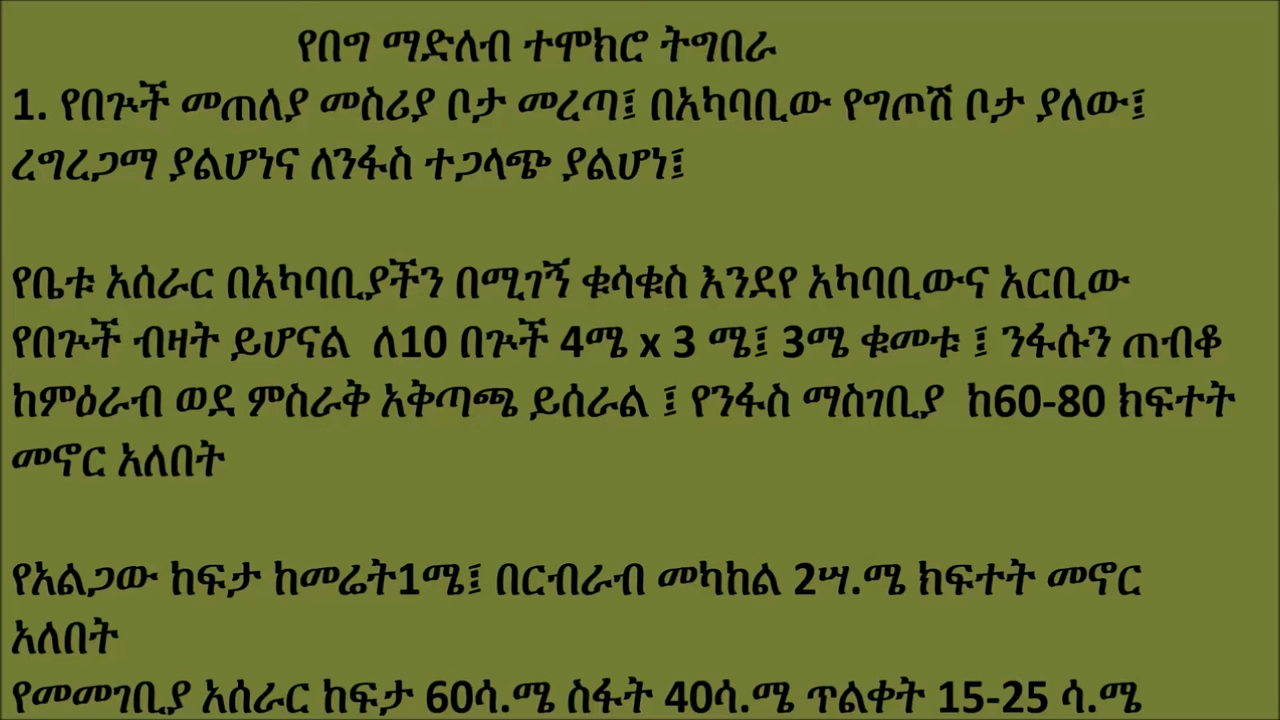 የበግ ማድለብ ተሞክሮ ትግበራ
1. የበጉች መጠለያ መስሪያ ቦታ መረጣ፤ በአካባቢው የግጦሽ ቦታ ያለው፤
ረግረጋማ ያልሆነና ለንፋስ ተጋላጭ ያልሆነ፤
የቤቱ አሰራር በአካባቢያችን በሚገኝ ቁሳቁስ እንደየ አካባቢውና አርቢው
የበጉች ብዛት ይሆናል ለ10 በጉች 4ሜ x 3 ሜ፤ 3ሜ ቁመቱ ፤ ንፋሱን ጠብቆ
ከምዕራብ ወደ ምስራቅ አቅጣጫ ይሰራል ፤ የንፋስ ማስገቢያ ከ60-80 ክፍተት
መኖር አለበት
የአልጋው ከፍታ ከመሬት1ሜ፤ በርብራብ መካከል 2ሣ.ሜ ክፍተት መኖር
አለበት
የመመገቢያ አሰራር ከፍታ 60ሳ.ሜ ስፋት 40ሳ.ሜ ጥልቀት 15-25 ሳ.ሜ